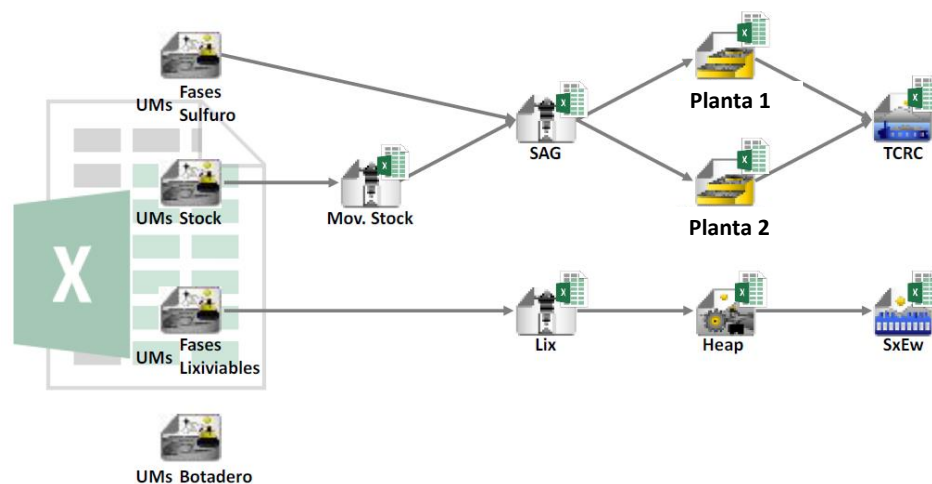 UMs Fases
Sulfuro
UMs Stock
Mov. Stock
SAG
Planta 1
Planta 2
TCRC
UMs Fases
Lixiviables
Lix
Heap
SxEw
UMs Botadero
X